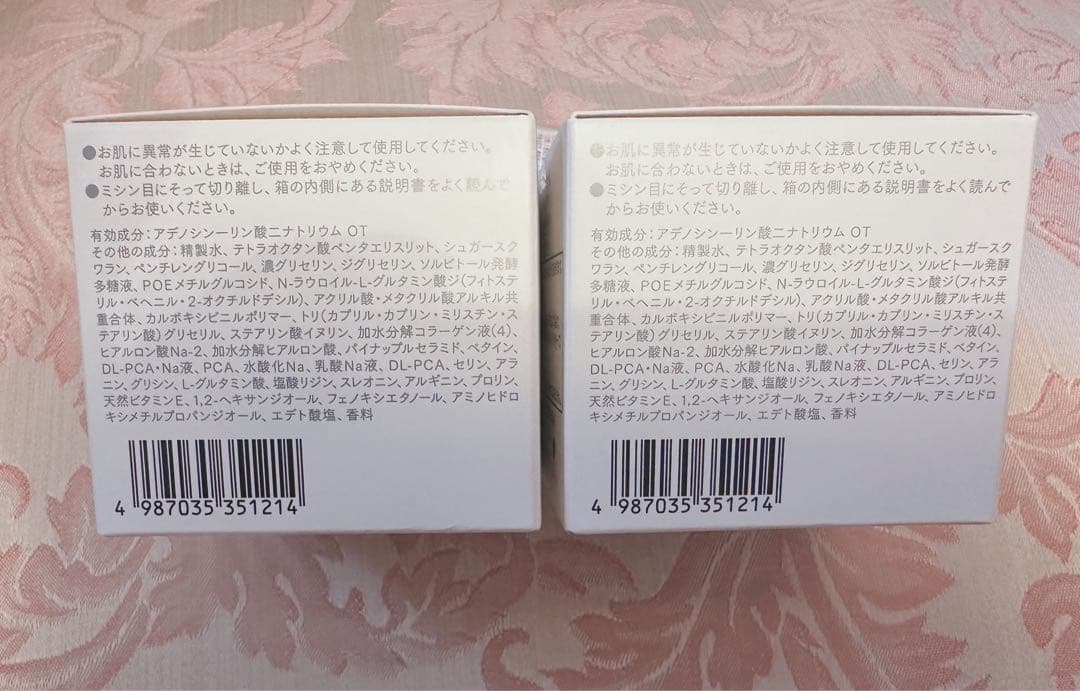 ●お肌に異常が生じていないかよく注意して使用してください。
お肌に合わないときは、ご使用をおやめください。
●ミシン目にそって切り離し、箱の内側にある説明書をよく読んで
からお使いください。
有効成分：アデノシン一リン酸二ナトリウム OT
その他の成分：精製水、テトラオクタン酸ペンタエリスリット、シュガースク
ワラン、ペンチレングリコール、濃グリセリン、ジグリセリン、ソルビトール発酵
多糖液、POEメチルグルコシド、N-ラウロイル-L-グルタミン酸ジ（フィトステ
リル・ベヘニル・2-オクチルドデシル）、アクリル酸・メタクリル酸アルキル共
重合体、カルボキシビニルポリマー、トリ（カプリル・カプリン・ミリスチン・ス
テアリン酸）グリセリル、ステアリン酸イヌリン、加水分解コラーゲン液（4）、
ヒアルロン酸Na-2、加水分解ヒアルロン酸、パイナップルセラミド、ベタイン、
DL-PCA・Na液、PCA、水酸化Na、乳酸Na液、DL-PCA、セリン、アラ
ニン、グリシン、L-グルタミン酸、塩酸リジン、スレオニン、アルギニン、プロリン、
天然ビタミンE、1,2-ヘキサンジオール、フェノキシエタノール、アミノヒドロ
キシメチルプロパンジオール、エデト酸塩、香料
4 987035 351214
●お肌に異常が生じていないかよく注意して使用してください。
お肌に合わないときは、ご使用をおやめください。
●ミシン目にそって切り離し、箱の内側にある説明書をよく読んで
からお使いください。
有効成分：アデノシン一リン酸二ナトリウム OT
その他の成分：精製水、テトラオクタン酸ペンタエリスリット、シュガースク
ワラン、ペンチレングリコール、濃グリセリン、ジグリセリン、ソルビトール発酵
多糖液、POEメチルグルコシド、N-ラウロイル-L-グルタミン酸ジ（フィトステ
リル・ベヘニル・2-オクチルドデシル）、アクリル酸・メタクリル酸アルキル共
重合体、カルボキシビニルポリマー、トリ（カプリル・カプリン・ミリスチン・
ステアリン酸）グリセリル、ステアリン酸イヌリン、加水分解コラーゲン液（4）、
ヒアルロン酸Na-2、加水分解ヒアルロン酸、パイナップルセラミド、ベタイン、
DL-PCA・Na液、PCA、水酸化Na、乳酸Na液、DL-PCA、セリン、アラ
ニン、グリシン、L-グルタミン酸、塩酸リジン、スレオニン、アルギニン、プロリン、
天然ビタミンE、1,2-ヘキサンジオール、フェノキシエタノール、アミノヒドロ
キシメチルプロパンジオール、エデト酸塩、香料
4 987035 351214